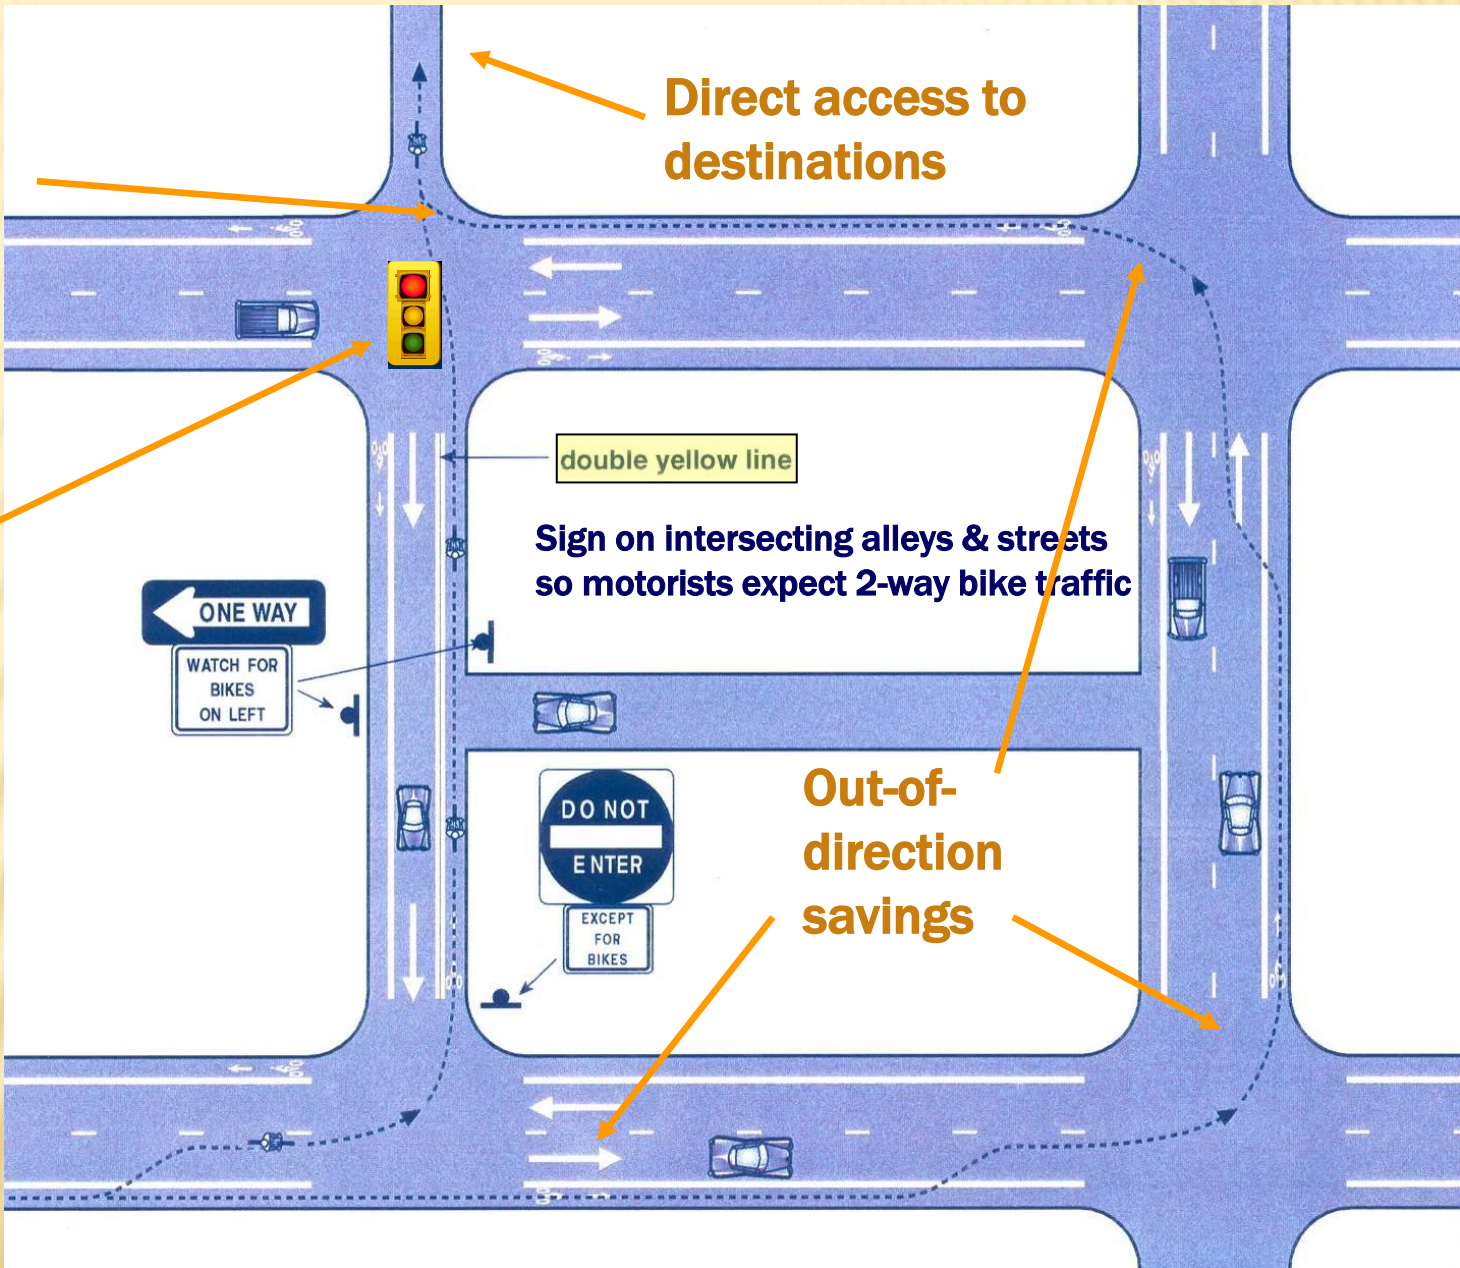 Direct access to
destinations
double yellow line
Sign on intersecting alleys & streets
so motorists expect 2-way bike traffic
ONE WAY
WATCH FOR
BIKES
ON LEFT
DO NOT
ENTER
EXCEPT
FOR
BIKES
Out-of-
direction
savings